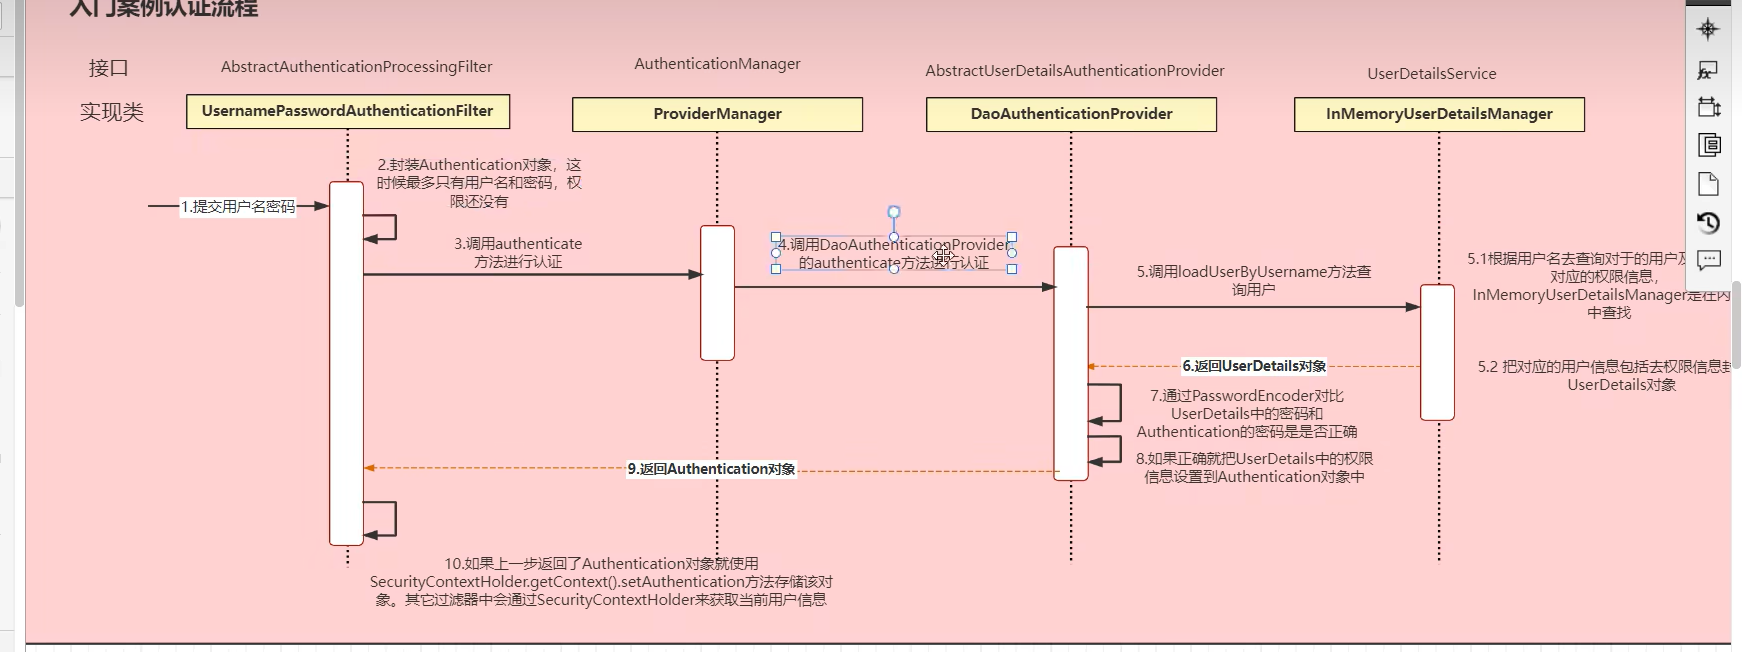 入门案例认证流程
接口
AbstractAuthenticationProcessingFilter
AuthenticationManager
AbstractUserDetailsAuthenticationProvider
UserDetailsService
实现类
UsernamePasswordAuthenticationFilter
ProviderManager
DaoAuthenticationProvider
InMemoryUserDetailsManager
1.提交用户名密码
2.封装Authentication对象，这
时候最多只有用户名和密码，权
限还没有
3.调用authenticate
方法进行认证
4.调用DaoAuthenticationProvider
的authenticate方法进行认证
5.调用loadUserByUsername方法查
询用户
5.1根据用户名去查询对于的用户及
对应的权限信息，
InMemoryUserDetailsManager是在内
中查找
5.2 把对应的用户信息包括去权限信息封
UserDetails对象
6.返回UserDetails对象
7.通过PasswordEncoder对比
UserDetails中的密码和
Authentication的密码是是否正确
8.如果正确就把UserDetails中的权限
信息设置到Authentication对象中
9.返回Authentication对象
10.如果上一步返回了Authentication对象就使用
SecurityContextHolder.getContext().setAuthentication方法存储该对
象。其它过滤器中会通过SecurityContextHolder来获取当前用户信息